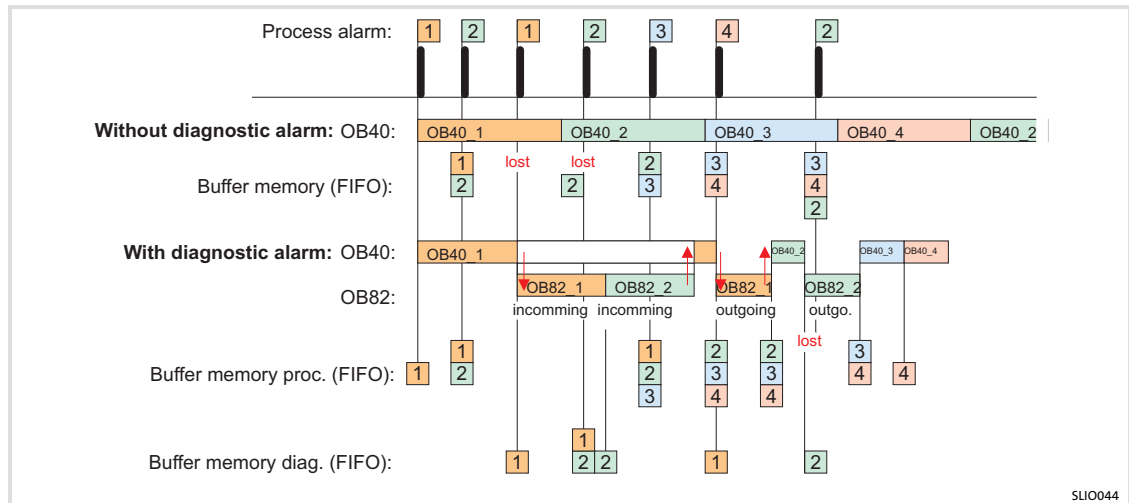 Process alarm: 1 2 1 2 3 4 2
Without diagnostic alarm: OB40: OB40_1 OB40_2 OB40_3 OB40_4 OB40_2
1 lost lost 2 3 3
Buffer memory (FIFO): 2 2 3 4 4
2
With diagnostic alarm: OB40: OB40_1 OB40_2 OB40_3 OB40_4
OB82: OB82_1 OB82_2 OB82_1 OB82_2
incomming incomming outgoing outgo.
lost
1 1 2 2 3
Buffer memory proc. (FIFO): 1 2 2 3 3 4 4
3 4 4
1
Buffer memory diag. (FIFO): 1 2 2 1 2
SLIO044